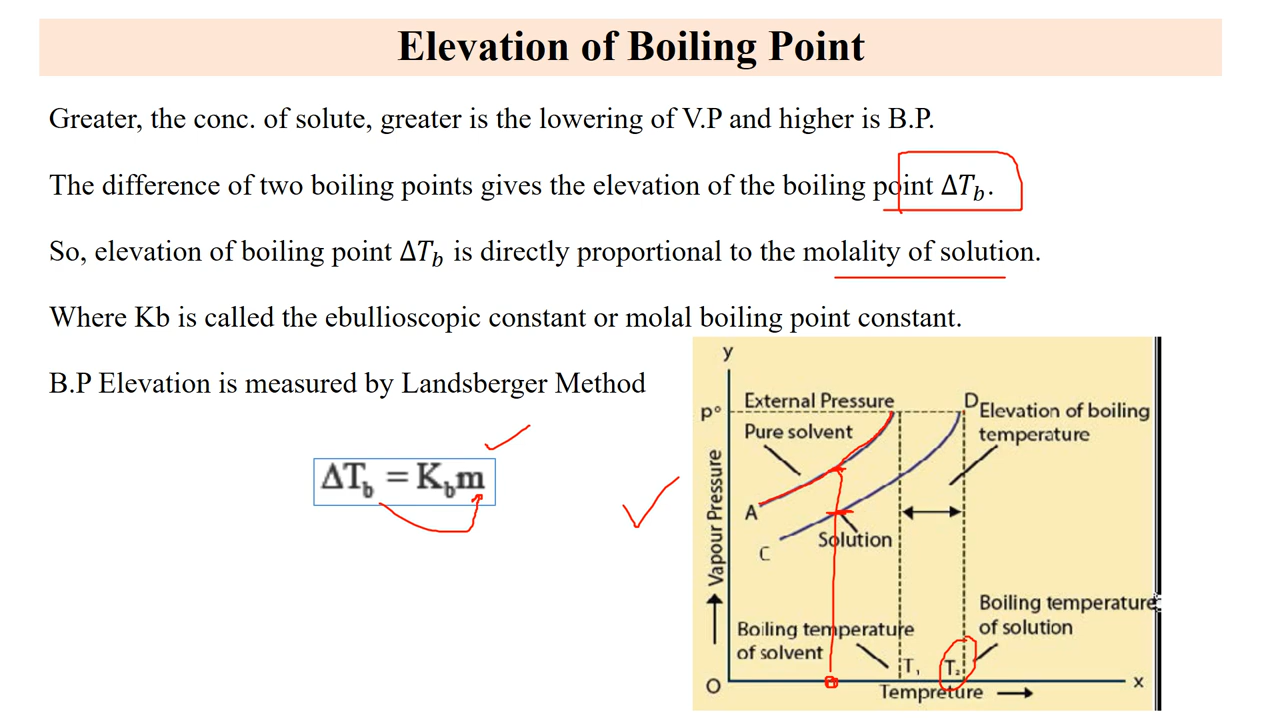 Elevation of Boiling Point
Greater, the conc. of solute, greater is the lowering of V.P and higher is B.P.
The difference of two boiling points gives the elevation of the boiling point ΔT_b.
So, elevation of boiling point ΔT_b is directly proportional to the molality of solution.
Where Kb is called the ebullioscopic constant or molal boiling point constant.
B.P Elevation is measured by Landsberger Method
ΔT_b = K_b m
y
External Pressure
D
p°
Elevation of boiling
temperature
Pure solvent
Vapour Pressure
A
Solution
C
Boiling temperature
of solution
Boiling temperature
of solvent
T₁
T₂
O
Tempreture
x